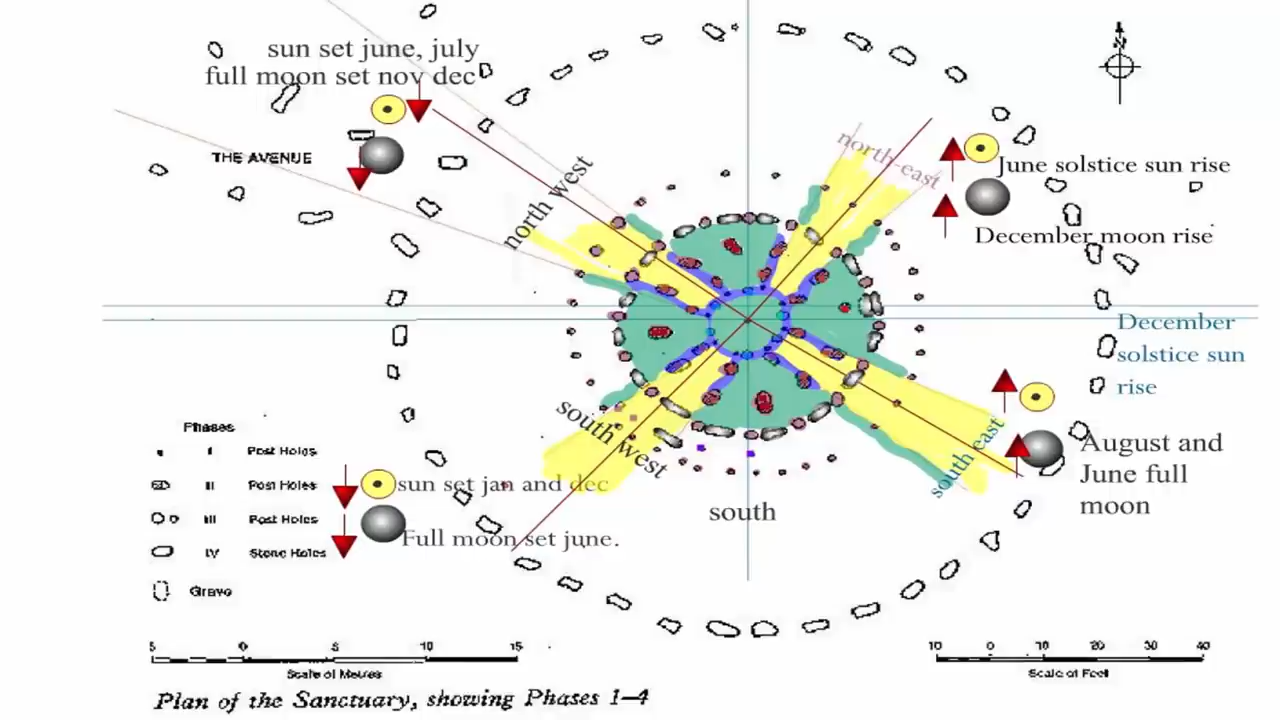 sun set june, july
full moon set nov dec
THE AVENUE
north west
north-east
N
June solstice sun rise
December moon rise
December
solstice sun
rise
August and
June full
moon
south east
south west
south
sun set jan and dec
Full moon set june.
Phases
I Post Holes
II Post Holes
III Post Holes
IV Stone Holes
Grave
5 0 5 10 15
Scale of Metres
10 0 10 20 30 40
Scale of Feet
Plan of the Sanctuary, showing Phases 1–4